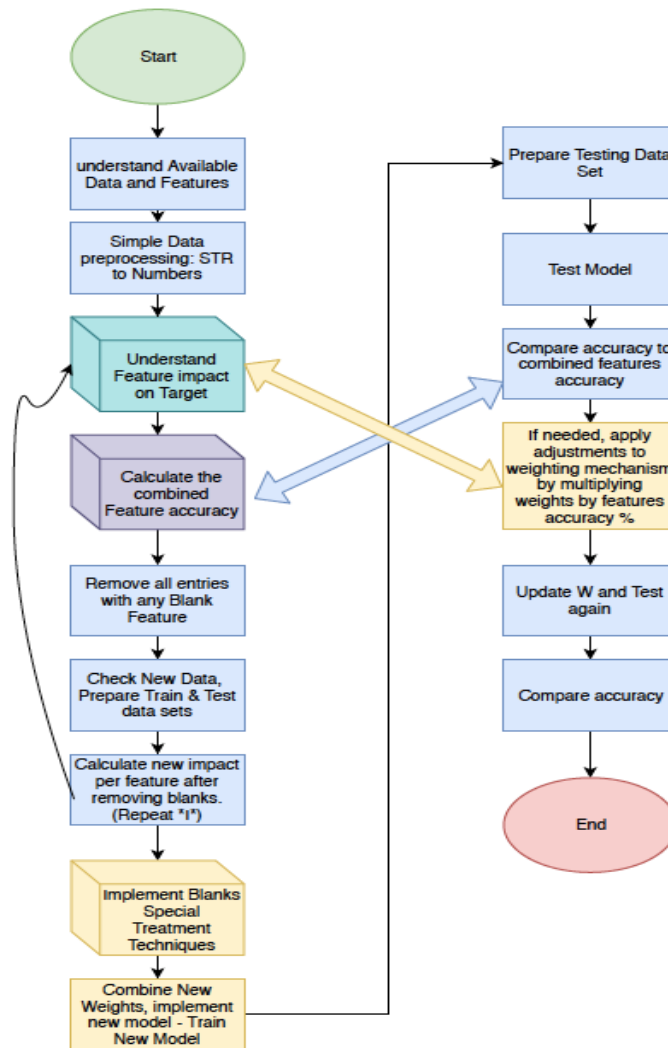 Start
understand Available
Data and Features
Simple Data
preprocessing: STR
to Numbers
Understand
Feature impact
on Target
Calculate the
combined
Feature accuracy
Remove all entries
with any Blank
Feature
Check New Data,
Prepare Train & Test
data sets
Calculate new impact
per feature after
removing blanks.
(Repeat *I*)
Implement Blanks
Special
Treatment
Techniques
Combine New
Weights, implement
new model - Train
New Model
Prepare Testing Data
Set
Test Model
Compare accuracy to
combined features
accuracy
If needed, apply
adjustments to
weighting mechanism
by multiplying
weights by features
accuracy %
Update W and Test
again
Compare accuracy
End